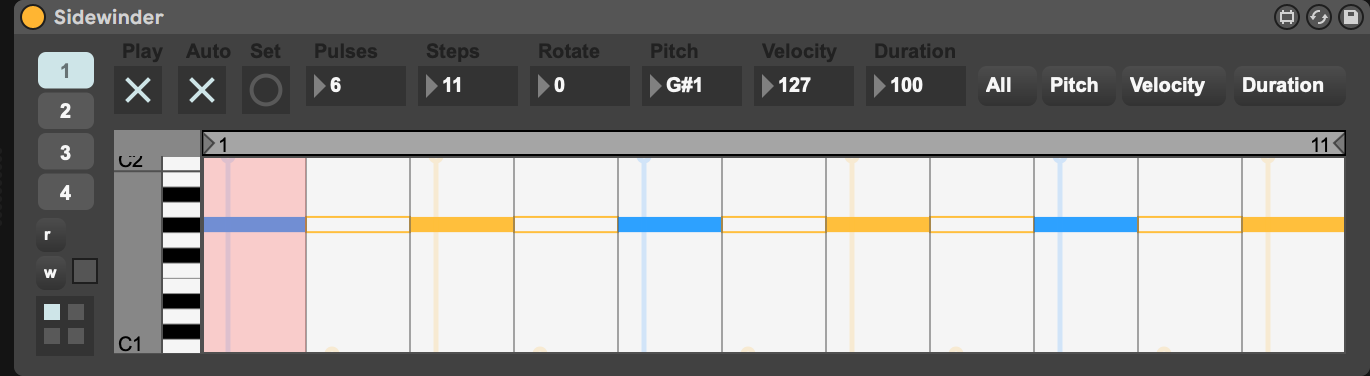 Sidewinder
Play Auto Set Pulses Steps Rotate Pitch Velocity Duration
6 11 0 G#1 127 100 All Pitch Velocity Duration
1
2
3
4
r
w
1 11
C2
C1